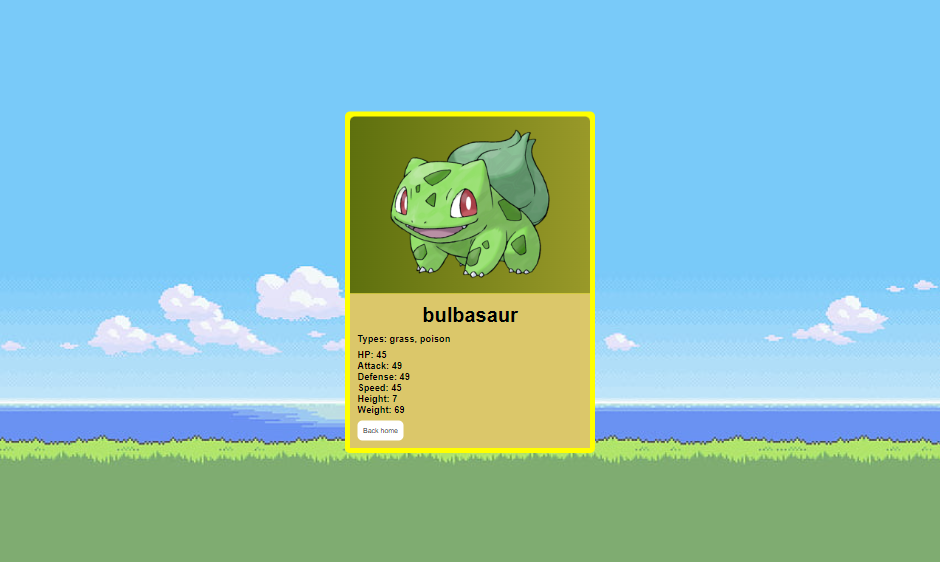 bulbasaur
Types: grass, poison
HP: 45
Attack: 49
Defense: 49
Speed: 45
Height: 7
Weight: 69
Back home